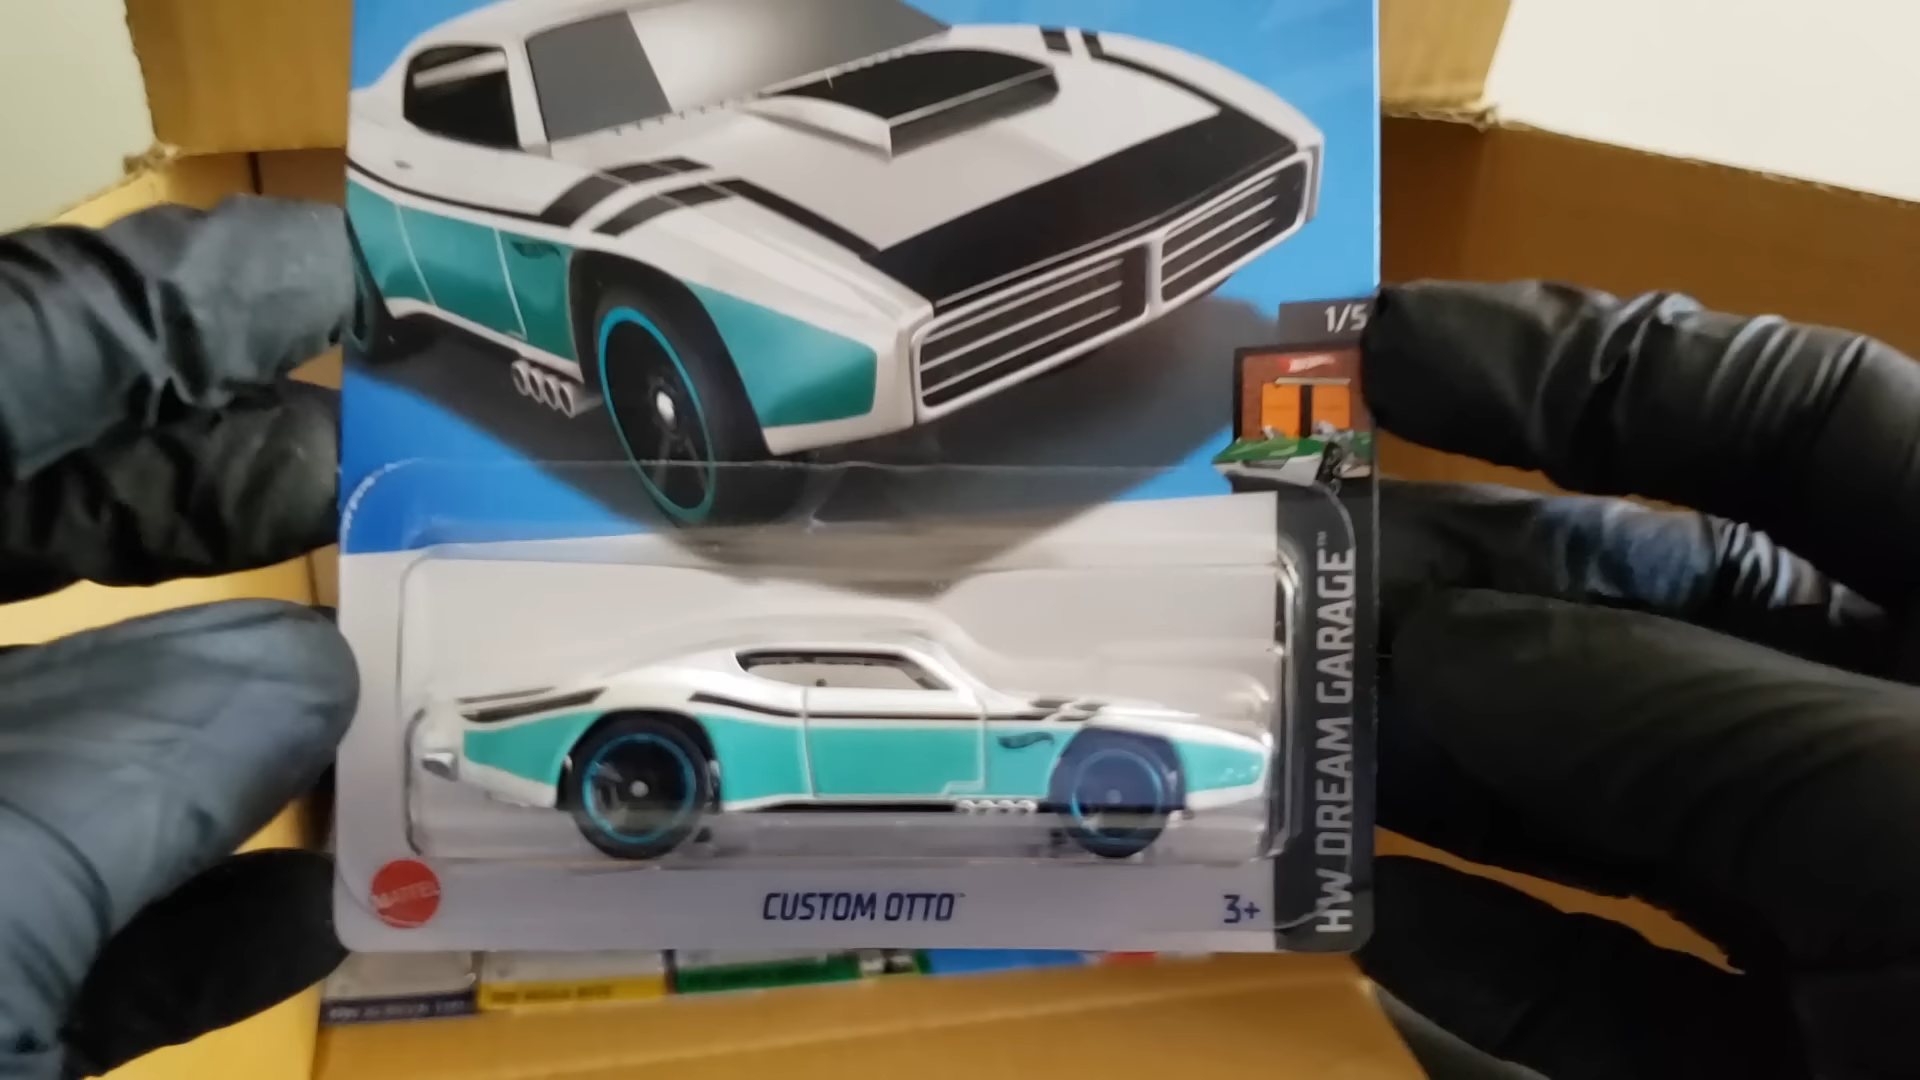 1/5
HW DREAM GARAGE™
MATTEL
CUSTOM OTTO™
3+